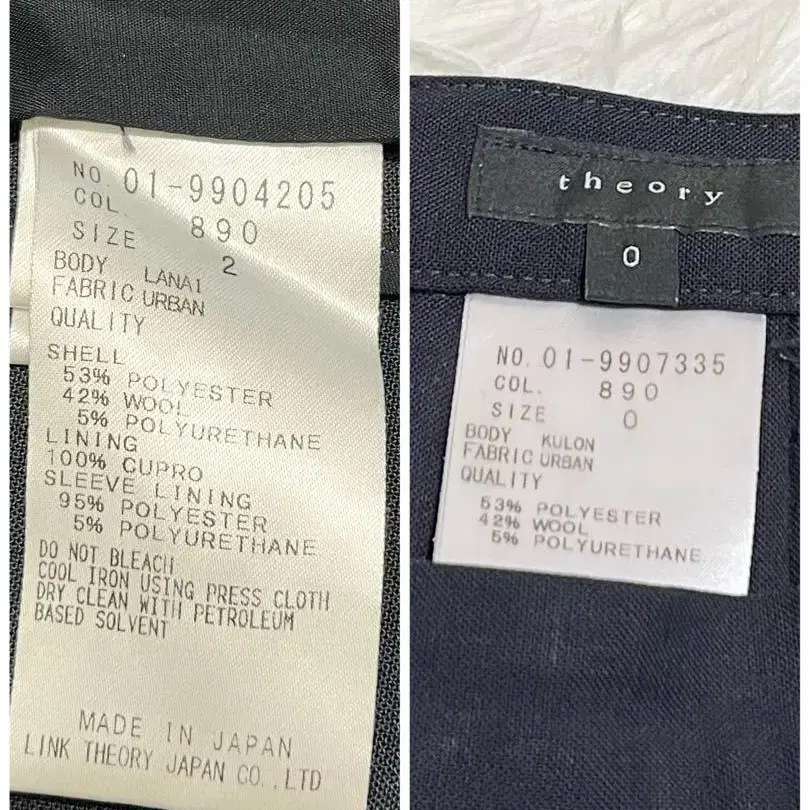 NO. 01-9904205
COL. 890
SIZE 2
BODY LANAI
FABRIC URBAN
QUALITY
SHELL
53% POLYESTER
42% WOOL
5% POLYURETHANE
LINING
100% CUPRO
SLEEVE LINING
95% POLYESTER
5% POLYURETHANE
DO NOT BLEACH
COOL IRON USING PRESS CLOTH
DRY CLEAN WITH PETROLEUM
BASED SOLVENT
MADE IN JAPAN
LINK THEORY JAPAN CO.,LTD
theory
0
NO. 01-9907335
COL. 890
SIZE 0
BODY KULON
FABRIC URBAN
QUALITY
53% POLYESTER
42% WOOL
5% POLYURETHANE